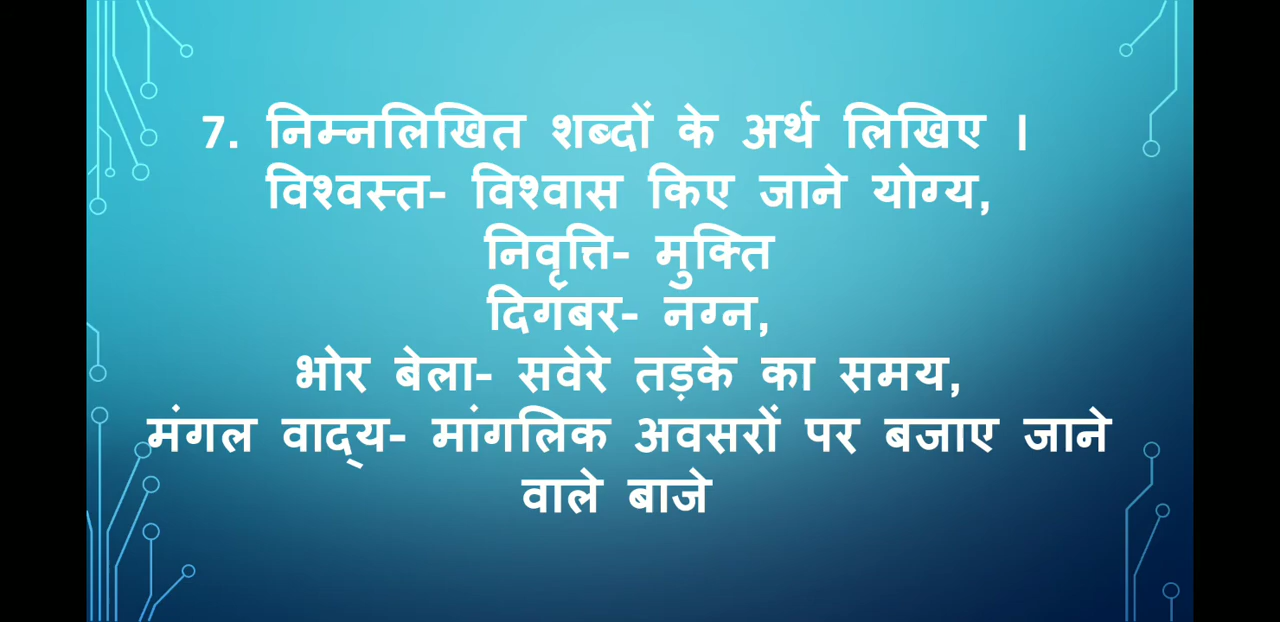 7. निम्नलिखित शब्दों के अर्थ लिखिए ।
विश्वस्त- विश्वास किए जाने योग्य,
निवृत्ति- मुक्ति
दिगंबर- नग्न,
भोर बेला- सवेरे तड़के का समय,
मंगल वाद्य- मांगलिक अवसरों पर बजाए जाने
वाले बाजे